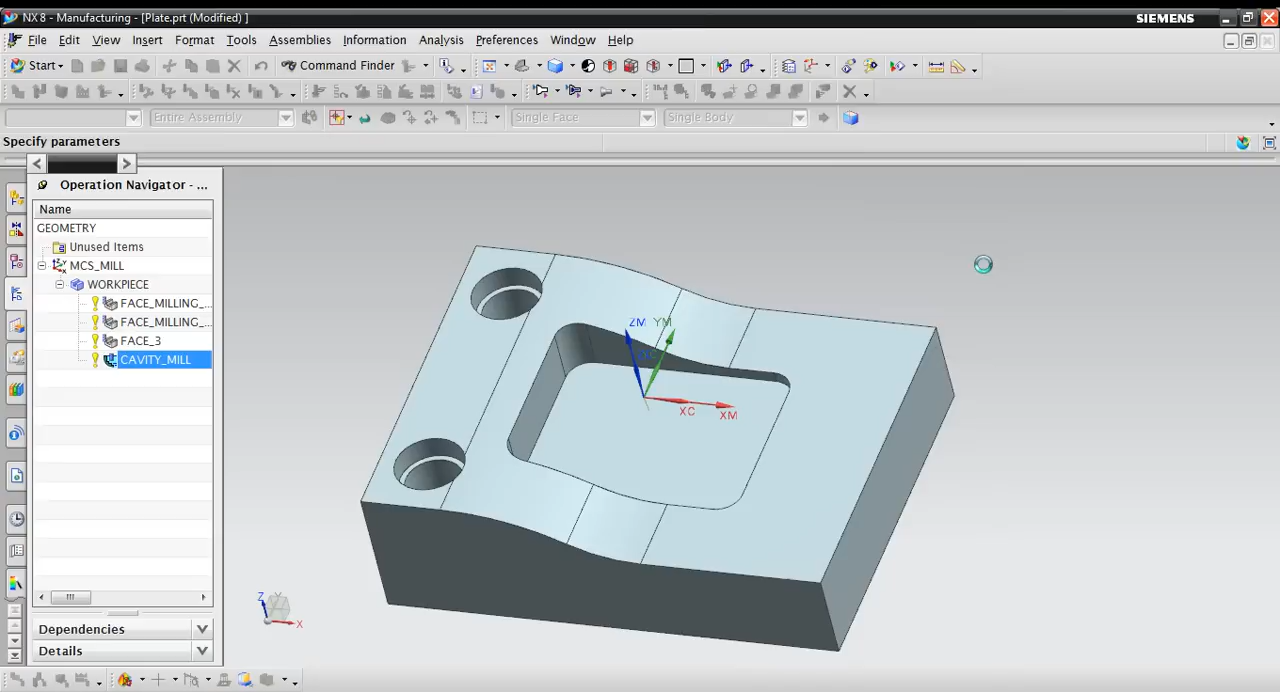 NX 8 - Manufacturing - [Plate.prt (Modified) ]
SIEMENS
File Edit View Insert Format Tools Assemblies Information Analysis Preferences Window Help
Start Command Finder
Entire Assembly Single Face Single Body
Specify parameters
Operation Navigator - ...
Name
GEOMETRY
Unused Items
MCS_MILL
WORKPIECE
FACE_MILLING_...
FACE_MILLING_...
FACE_3
CAVITY_MILL
ZM YM
XC XM
Z Y
X
Dependencies
Details